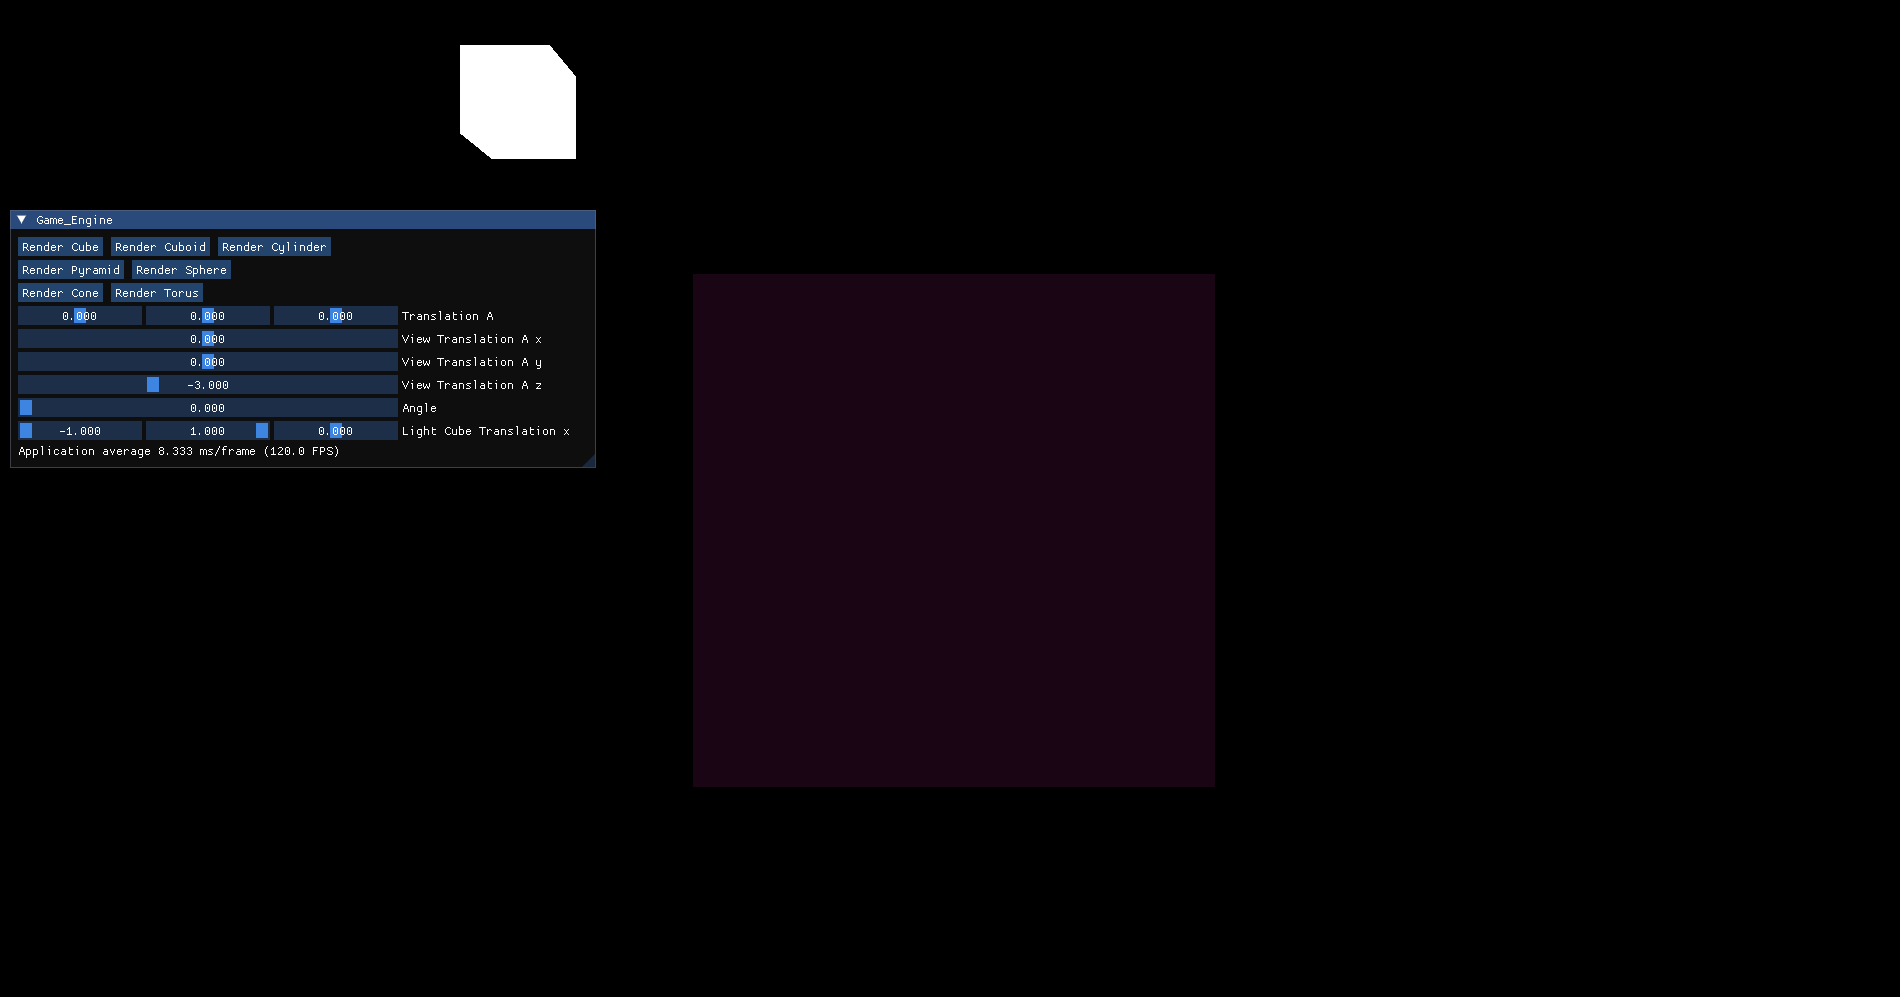 Game_Engine
Render Cube Render Cuboid Render Cylinder
Render Pyramid Render Sphere
Render Cone Render Torus
0.000 0.000 0.000 Translation A
0.000 View Translation A x
0.000 View Translation A y
-3.000 View Translation A z
0.000 Angle
-1.000 1.000 0.000 Light Cube Translation x
Application average 8.333 ms/frame (120.0 FPS)